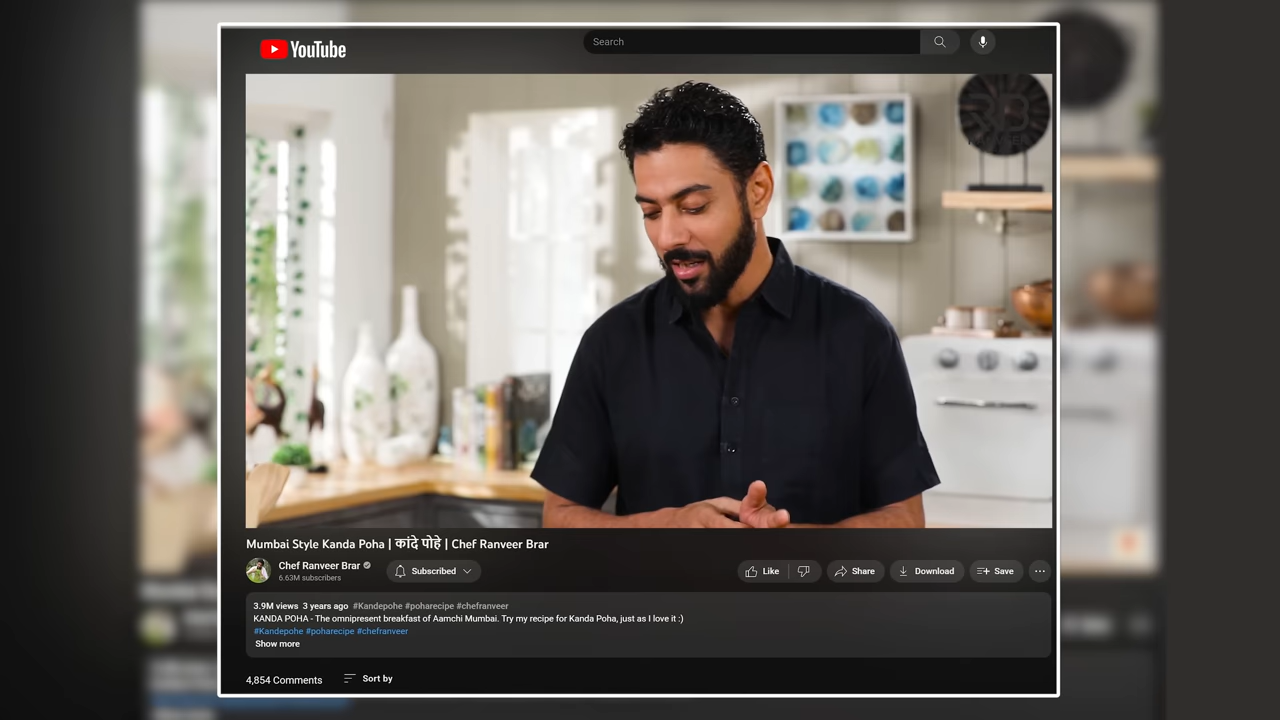 YouTube
Search
RB
Mumbai Style Kanda Poha | कांदे पोहे | Chef Ranveer Brar
Chef Ranveer Brar
6.63M subscribers
Subscribed
Like
Share
Download
Save
3.9M views 3 years ago #Kandepohe #poharecipe #chefranveer
KANDA POHA - The omnipresent breakfast of Aamchi Mumbai. Try my recipe for Kanda Poha, just as I love it :)
#Kandepohe #poharecipe #chefranveer
Show more
4,854 Comments
Sort by